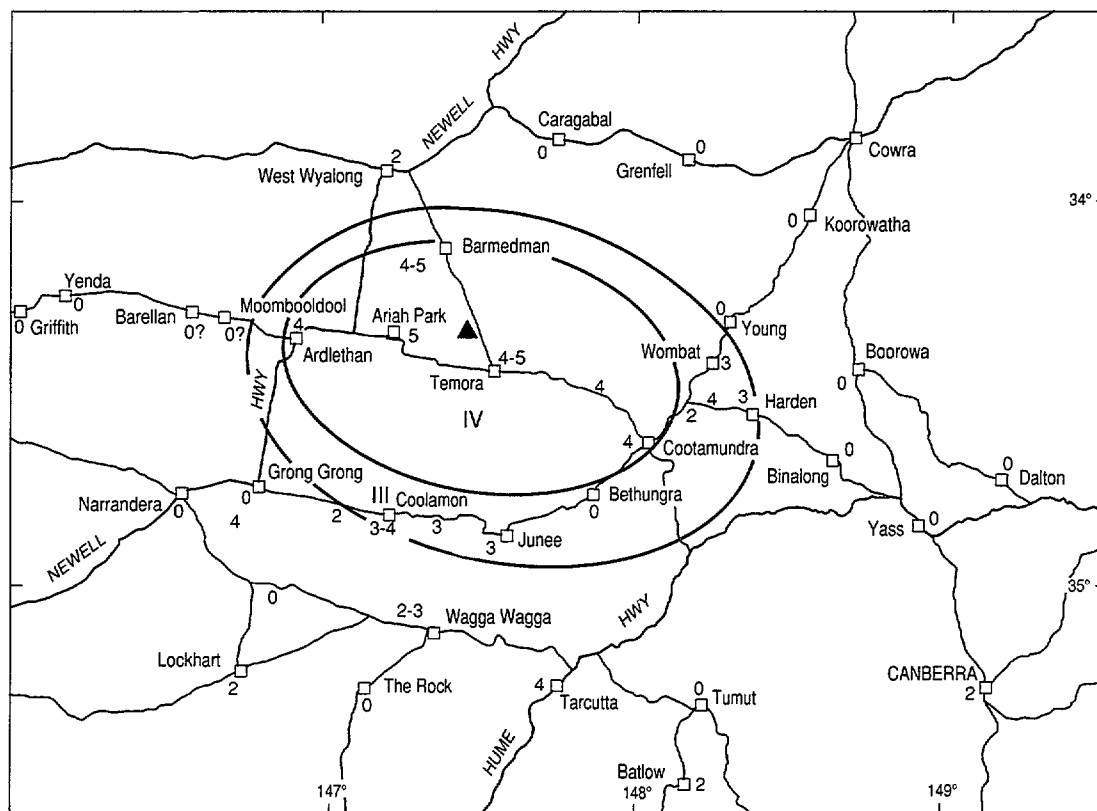 HWY
NEWELL
Caragabal
0
0
Grenfell
Cowra
2
West Wyalong
34°
0
Koorowatha
Barmedman
4-5
Yenda
0
0
Griffith
Barellan
0?
0?
Moombooldool
4
Ardlethan
Ariah Park
5
4-5
Temora
0
Young
Wombat
3
Boorowa
0
HWY
IV
4
2
4
3
Harden
4
Cootamundra
0
Binalong
0
Dalton
Grong Grong
0
Narrandera
0
4
2
III
Coolamon
3-4
3
3
Junee
Bethungra
0
Yass
0
NEWELL
35°
0
2-3
Wagga Wagga
HWY
Lockhart
2
The Rock
0
4
Tarcutta
0
Tumut
CANBERRA
2
HUME
Batlow
2
147°
148°
149°